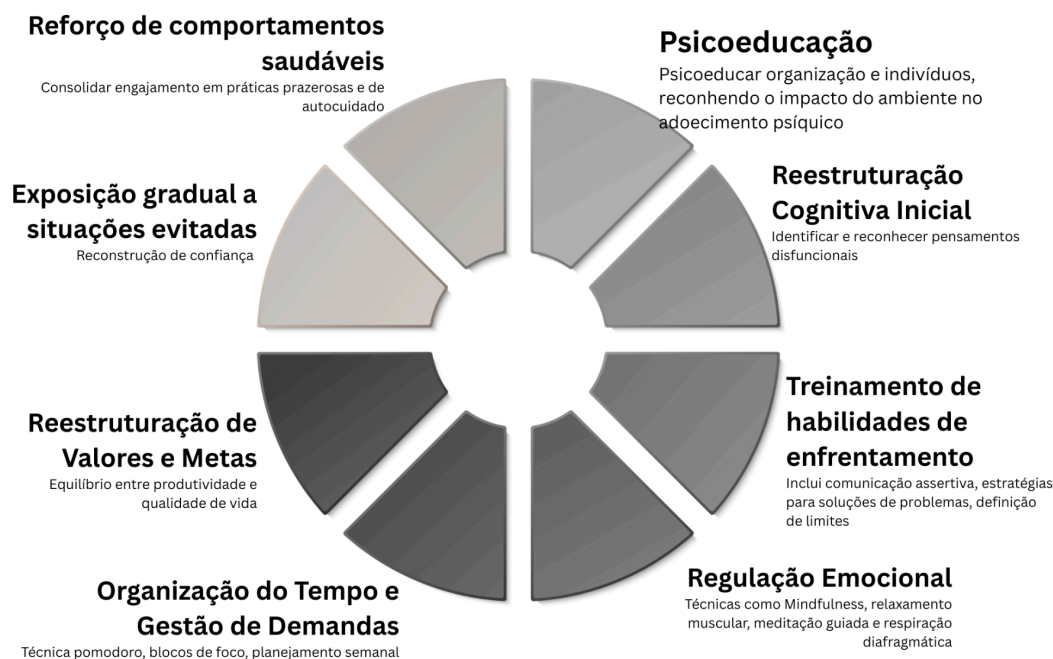 Psicoeducação
Psicoeducar organização e indivíduos,
reconhendo o impacto do ambiente no
adoecimento psíquico
Reestruturação
Cognitiva Inicial
Identificar e reconhecer pensamentos
disfuncionais
Treinamento de
habilidades de
enfrentamento
Inclui comunicação assertiva, estratégias
para soluções de problemas, definição
de limites
Regulação Emocional
Técnicas como Mindfulness, relaxamento
muscular, meditação guiada e respiração
diafragmática
Organização do Tempo e
Gestão de Demandas
Técnica pomodoro, blocos de foco, planejamento semanal
Reestruturação de
Valores e Metas
Equilíbrio entre produtividade e
qualidade de vida
Exposição gradual a
situações evitadas
Reconstrução de confiança
Reforço de comportamentos
saudáveis
Consolidar engajamento em práticas prazerosas e de
autocuidado